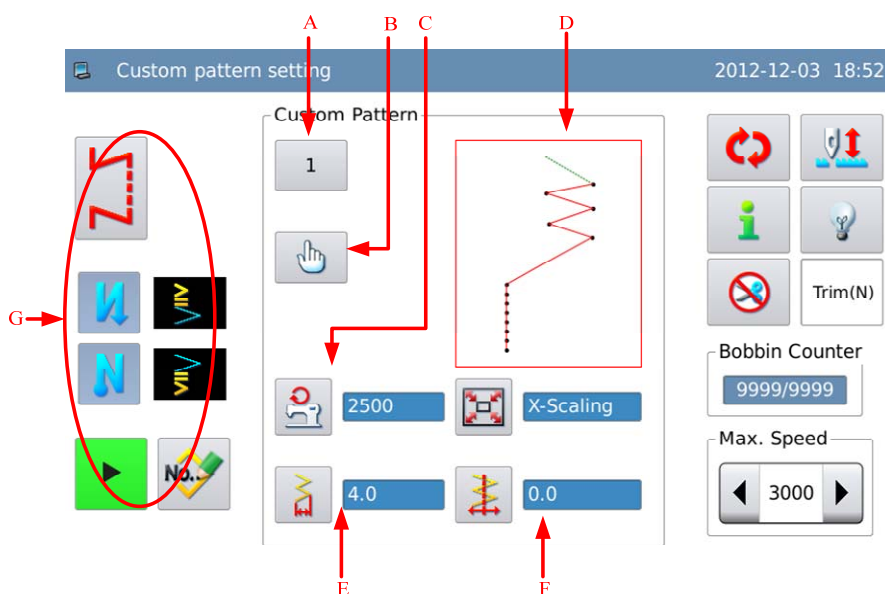 A B C D
Custom pattern setting 2012-12-03 18:52
Custom Pattern
1
G
Trim(N)
Bobbin Counter
9999/9999
2500 X-Scaling
Max. Speed
No...
4.0 0.0
3000
E F